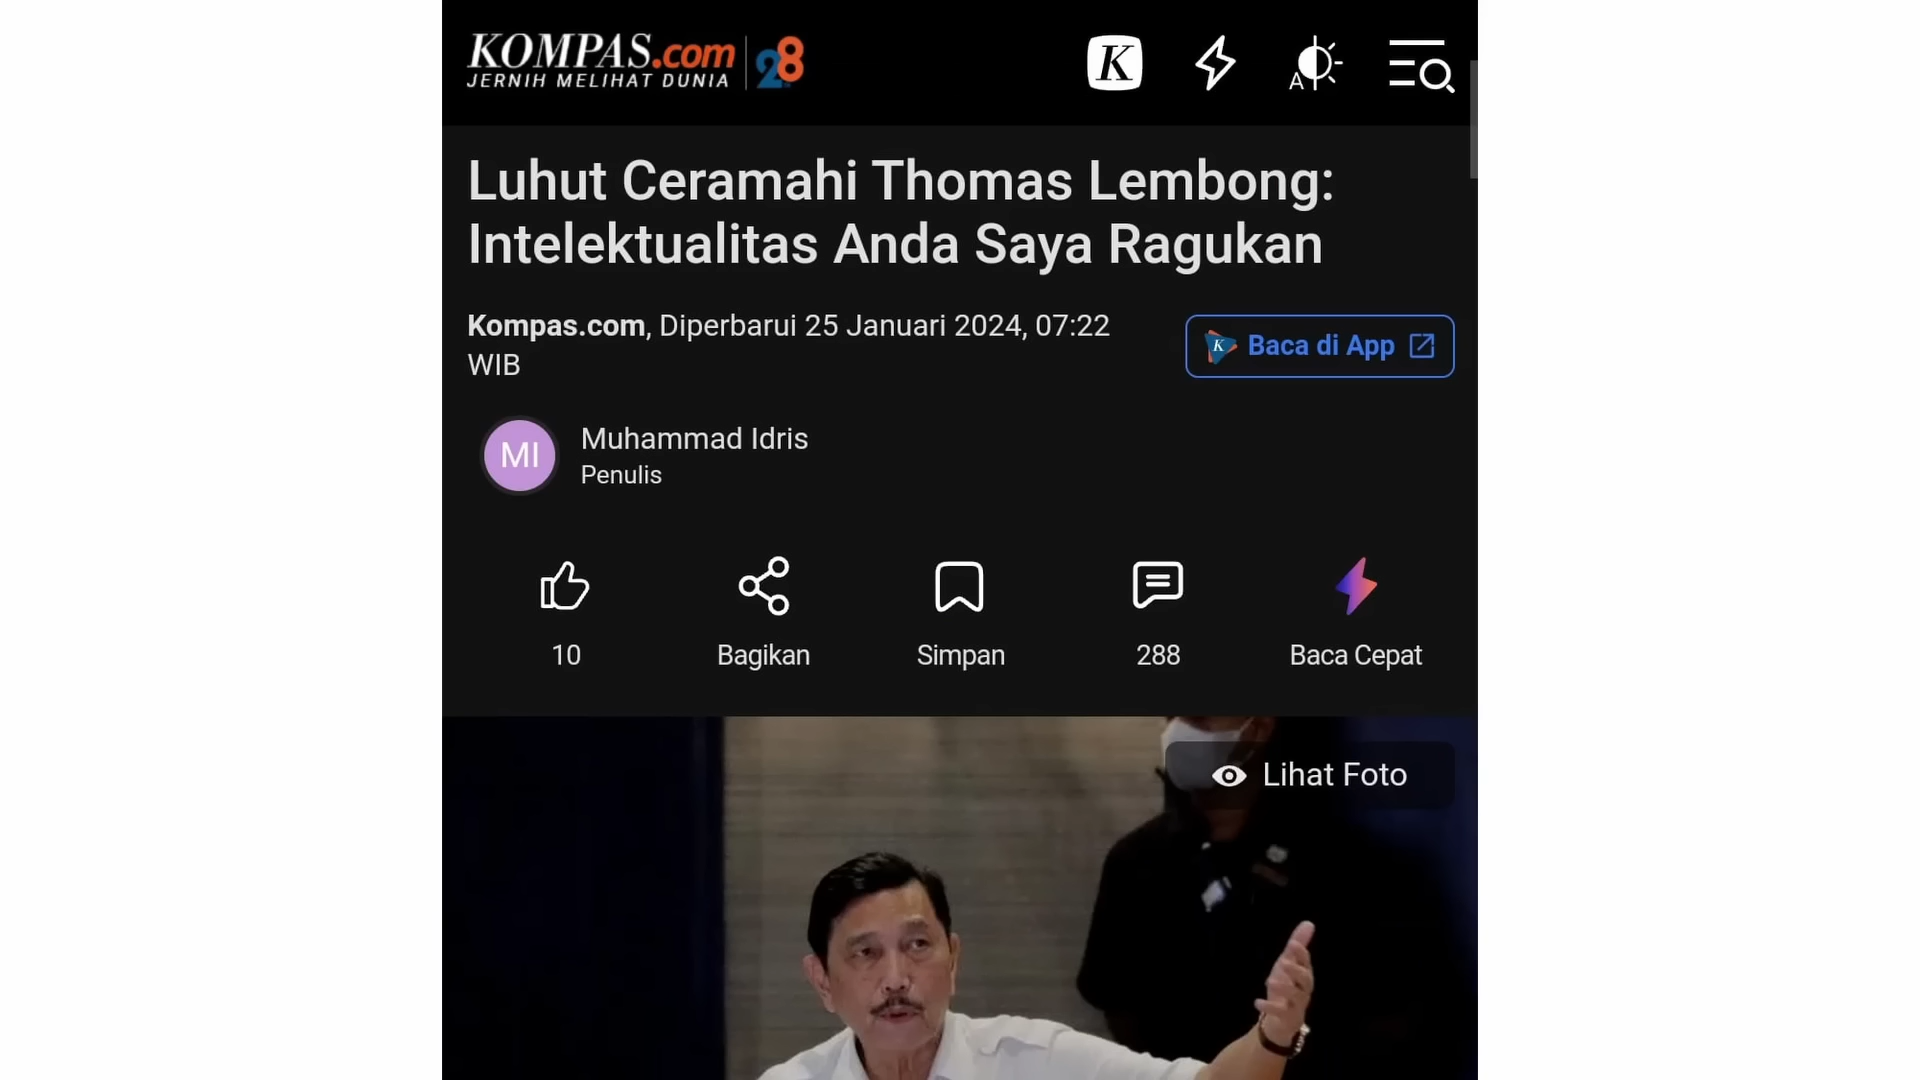 KOMPAS.com 28
JERNIH MELIHAT DUNIA
K
A
Luhut Ceramahi Thomas Lembong:
Intelektualitas Anda Saya Ragukan
Kompas.com, Diperbarui 25 Januari 2024, 07:22
WIB
K Baca di App
MI
Muhammad Idris
Penulis
10
Bagikan
Simpan
288
Baca Cepat
Lihat Foto